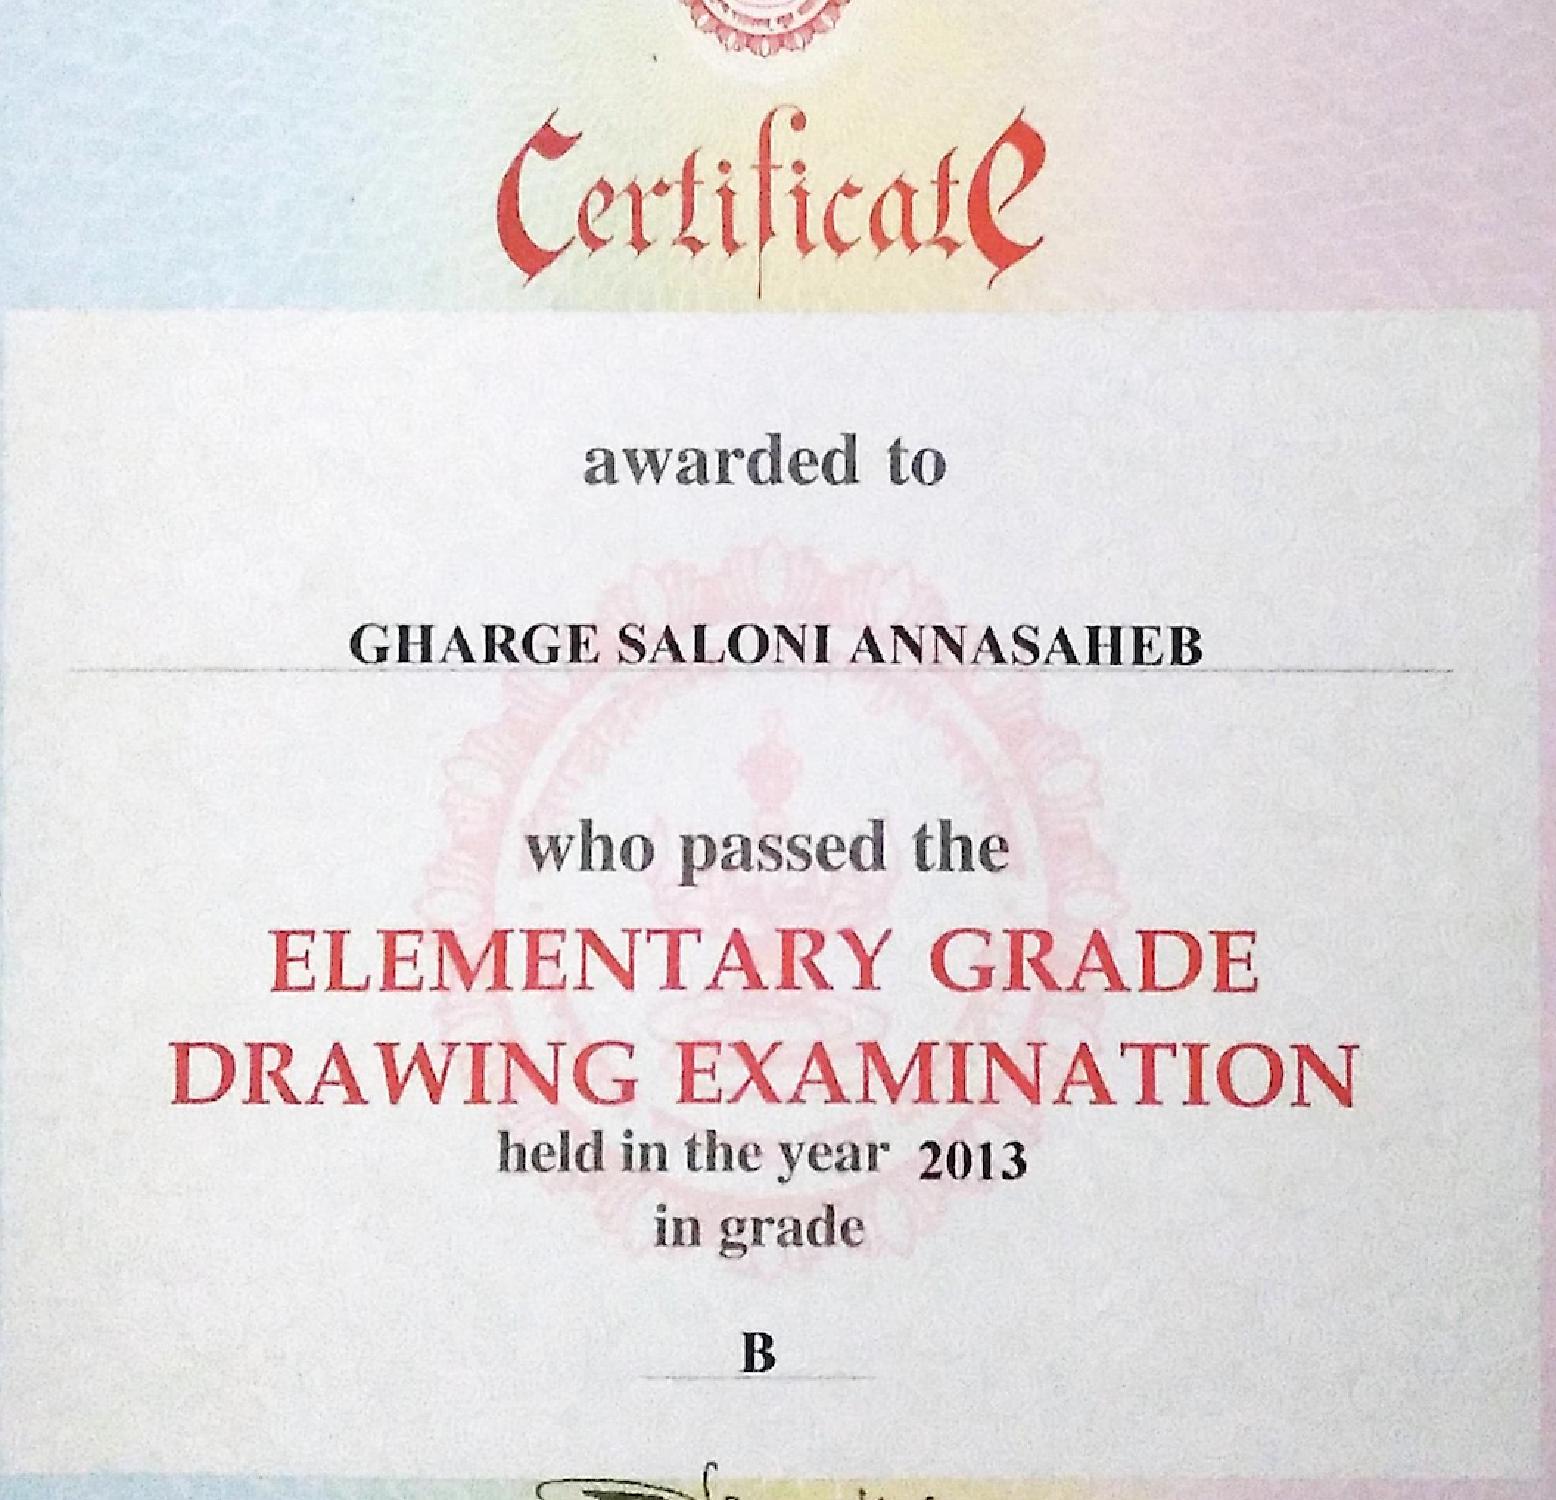 Certificate
awarded to
GHARGE SALONI ANNASAHEB
who passed the
ELEMENTARY GRADE
DRAWING EXAMINATION
held in the year 2013
in grade
B